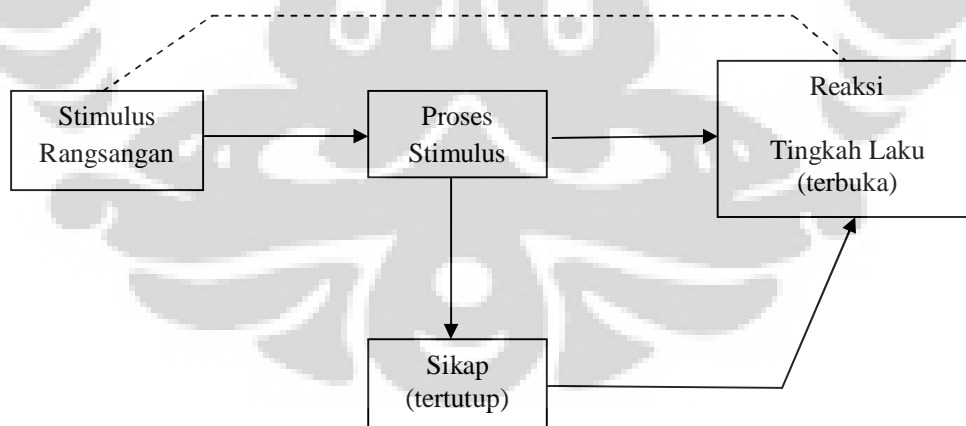 Stimulus
Rangsangan
Proses
Stimulus
Reaksi
Tingkah Laku
(terbuka)
Sikap
(tertutup)